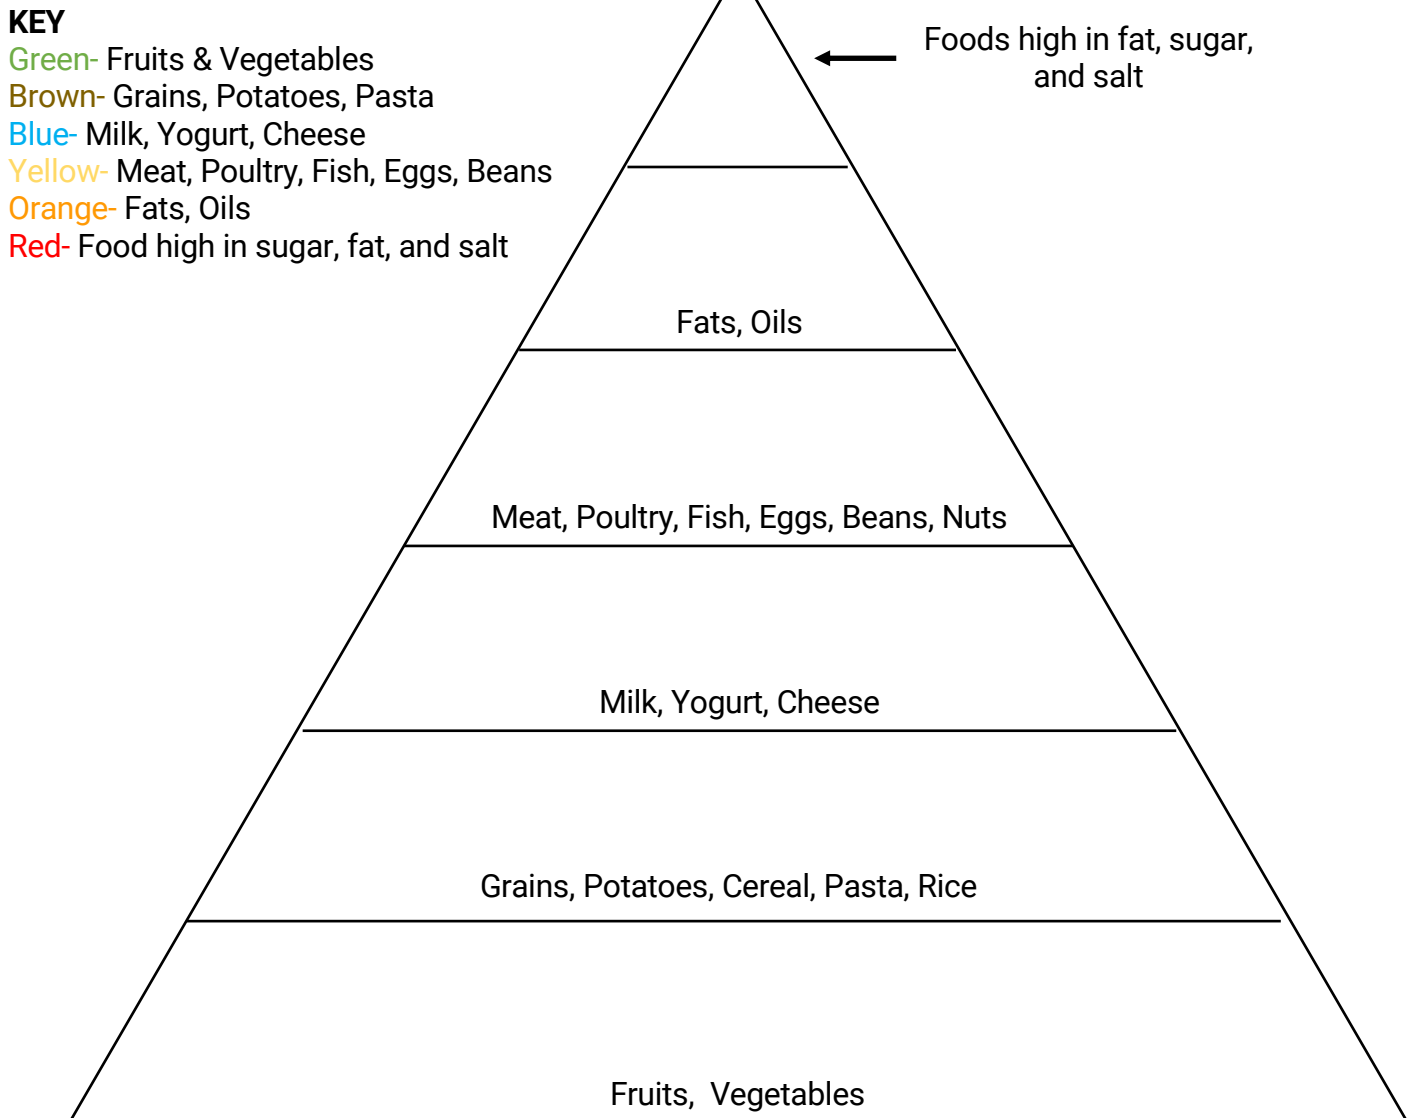 KEY
Green- Fruits & Vegetables
Brown- Grains, Potatoes, Pasta
Blue- Milk, Yogurt, Cheese
Yellow- Meat, Poultry, Fish, Eggs, Beans
Orange- Fats, Oils
Red- Food high in sugar, fat, and salt
Foods high in fat, sugar,
and salt
Fats, Oils
Meat, Poultry, Fish, Eggs, Beans, Nuts
Milk, Yogurt, Cheese
Grains, Potatoes, Cereal, Pasta, Rice
Fruits,  Vegetables